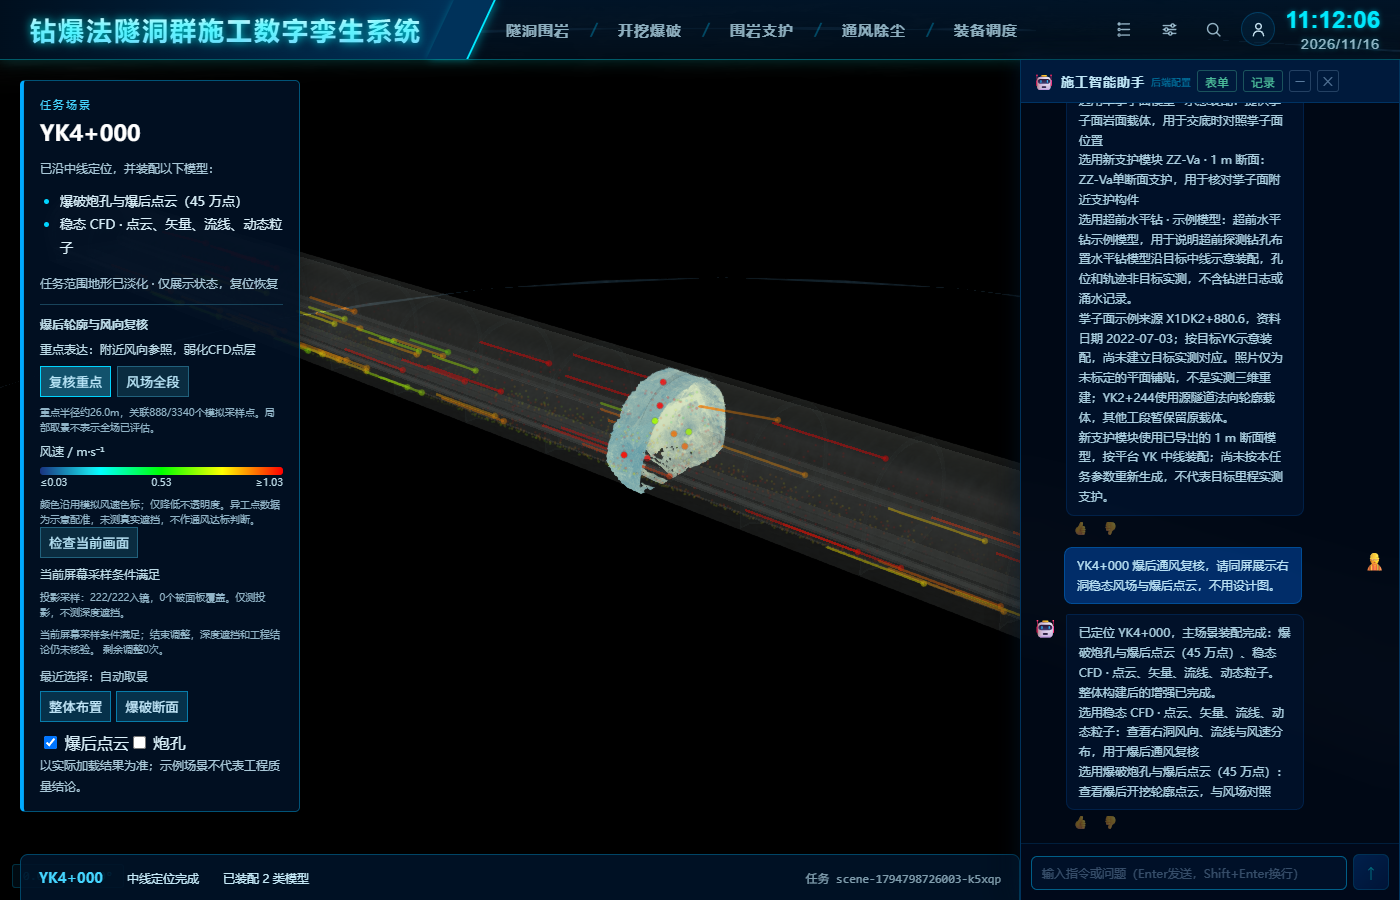 钻爆法隧洞群施工数字孪生系统
隧洞围岩 / 开挖爆破 / 围岩支护 / 通风除尘 / 装备调度
11:12:06
2026/11/16
任务场景
YK4+000
已沿中线定位，并装配以下模型：
爆破炮孔与爆后点云（45 万点）
稳态 CFD · 点云、矢量、流线、动态粒
子
任务范围地形已淡化 · 仅展示状态，复位恢复
爆后轮廓与风向复核
重点表达：附近风向参照，弱化CFD点层
复核重点 风场全段
重点半径约26.0m，关联888/3340个模拟采样点。局
部取景不表示全场已评估。
风速 / m·s⁻¹
≤0.03 0.53 ≥1.03
颜色沿用模拟风速色标；仅降低不透明度。异工点数据
为示意配准，未测真实遮挡，不作通风达标判断。
检查当前画面
当前屏幕采样条件满足
投影采样：222/222入镜，0个被面板覆盖。仅测投
影，不测深度遮挡。
当前屏幕采样条件满足；结束调整，深度遮挡和工程结
论仍未核验。 剩余调整0次。
最近选择：自动取景
整体布置 爆破断面
爆后点云 炮孔
以实际加载结果为准；示例场景不代表工程质
量结论。
YK4+000 中线定位完成 已装配 2 类模型
任务 scene-1794798726003-k5xqp
施工智能助手 后端配置 表单 记录
子面岩面载体，用于交底时对照掌子面
位置
选用新支护模块 ZZ-Va · 1 m 断面：
ZZ-Va单断面支护，用于核对掌子面附
近支护构件
选用超前水平钻 · 示例模型：超前水平
钻示例模型，用于说明超前探测钻孔布
置水平钻模型沿目标中线示意装配，孔
位和轨迹非目标实测，不含钻进日志或
涌水记录。
掌子面示例来源 X1DK2+880.6，资料
日期 2022-07-03；按目标YK示意装
配，尚未建立目标实测对应。照片仅为
未标定的平面铺贴，不是实测三维重
建；YK2+244使用源隧道法向轮廓载
体，其他工段暂保留原载体。
新支护模块使用已导出的 1 m 断面模
型，按平台 YK 中线装配；尚未按本任
务参数重新生成，不代表目标里程实测
支护。
YK4+000 爆后通风复核，请同屏展示右
洞稳态风场与爆后点云，不用设计图。
已定位 YK4+000，主场景装配完成：爆
破炮孔与爆后点云（45 万点）、稳态
CFD · 点云、矢量、流线、动态粒子。
整体构建后的增强已完成。
选用稳态 CFD · 点云、矢量、流线、动
态粒子：查看右洞风向、流线与风速分
布，用于爆后通风复核
选用爆破炮孔与爆后点云（45 万点）：
查看爆后开挖轮廓点云，与风场对照
输入指令或问题（Enter发送，Shift+Enter换行）